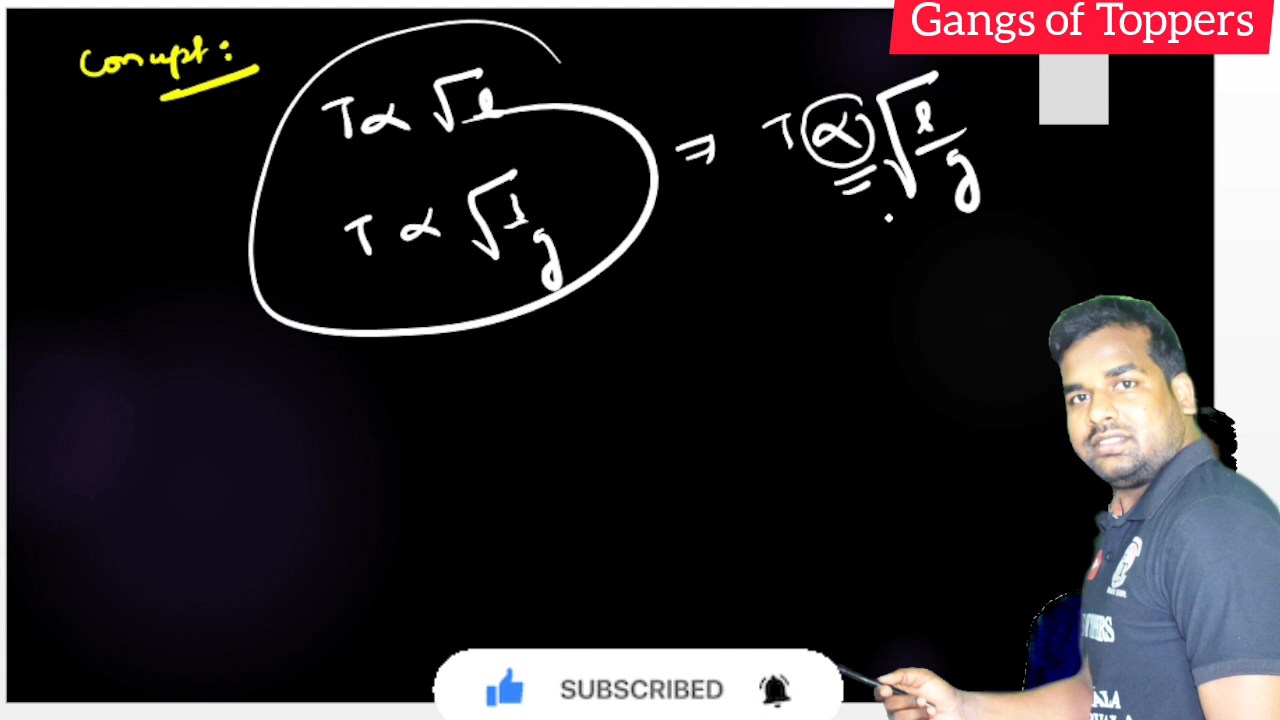 Gangs of Toppers
Concept:
T ∝ √l
T ∝ √1/g
⇒ T ∝ √l/g
SUBSCRIBED